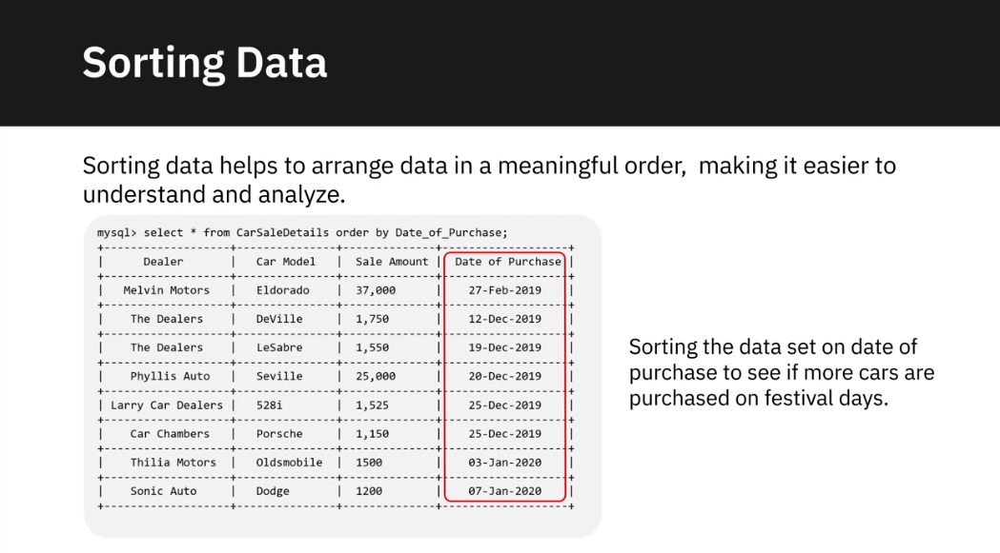 Sorting Data
Sorting data helps to arrange data in a meaningful order, making it easier to
understand and analyze.
mysql> select * from CarSaleDetails order by Date_of_Purchase;
| Dealer | Car Model | Sale Amount | Date of Purchase |
| Melvin Motors | Eldorado | 37,000 | 27-Feb-2019 |
| The Dealers | DeVille | 1,750 | 12-Dec-2019 |
| The Dealers | LeSabre | 1,550 | 19-Dec-2019 |
| Phyllis Auto | Seville | 25,000 | 20-Dec-2019 |
| Larry Car Dealers | 528i | 1,525 | 25-Dec-2019 |
| Car Chambers | Porsche | 1,150 | 25-Dec-2019 |
| Thilia Motors | Oldsmobile | 1500 | 03-Jan-2020 |
| Sonic Auto | Dodge | 1200 | 07-Jan-2020 |
Sorting the data set on date of
purchase to see if more cars are
purchased on festival days.